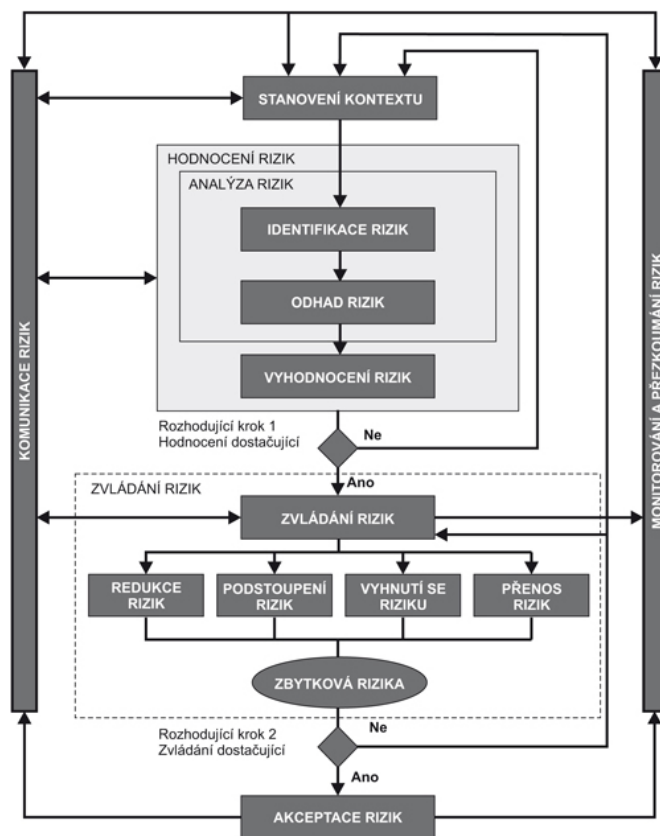 STANOVENÍ KONTEXTU
HODNOCENÍ RIZIK
ANALÝZA RIZIK
IDENTIFIKACE RIZIK
ODHAD RIZIK
VYHODNOCENÍ RIZIK
Rozhodující krok 1
Hodnocení dostačující
Ne
Ano
ZVLÁDÁNÍ RIZIK
ZVLÁDÁNÍ RIZIK
REDUKCE
RIZIK
PODSTOUPENÍ
RIZIK
VYHNUTÍ SE
RIZIKU
PŘENOS
RIZIK
ZBYTKOVÁ RIZIKA
Rozhodující krok 2
Zvládání dostačující
Ne
Ano
AKCEPTACE RIZIK
KOMUNIKACE RIZIK
MONITOROVÁNÍ A PŘEZKOUMÁNÍ RIZIK